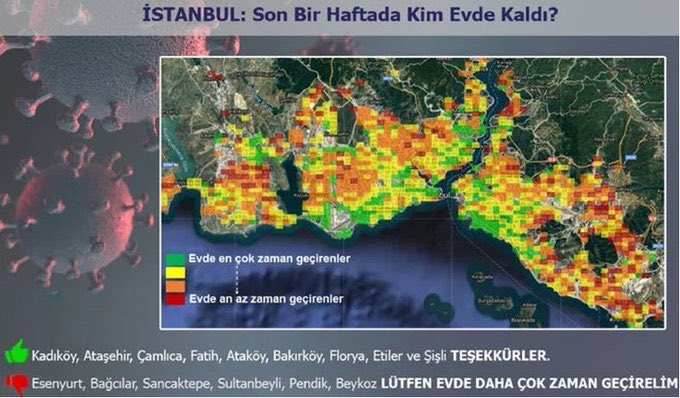 İSTANBUL: Son Bir Haftada Kim Evde Kaldı?
Evde en çok zaman geçirenler
Evde an az zaman geçirenler
Kadıköy, Ataşehir, Çamlıca, Fatih, Ataköy, Bakırköy, Florya, Etiler ve Şişli TEŞEKKÜRLER.
Esenyurt, Bağcılar, Sancaktepe, Sultanbeyli, Pendik, Beykoz LÜTFEN EVDE DAHA ÇOK ZAMAN GEÇİRELİM